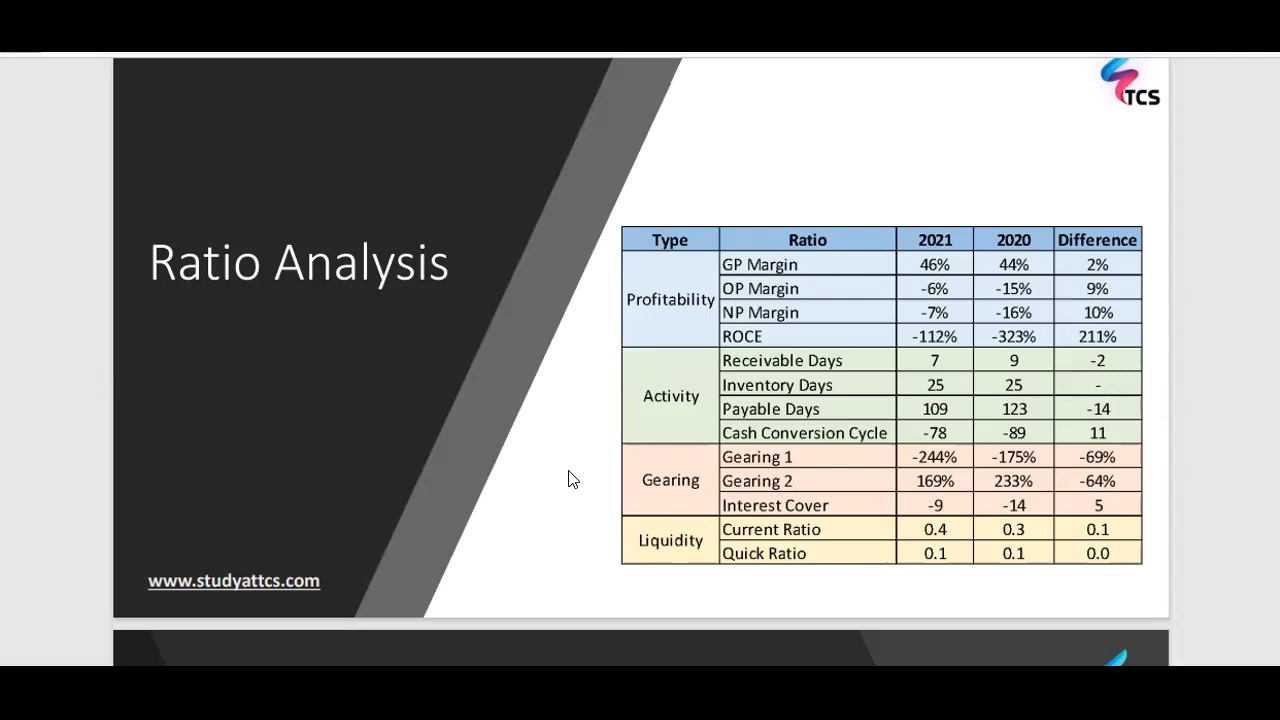 TCS
Ratio Analysis
Type Ratio 2021 2020 Difference
Profitability
GP Margin 46% 44% 2%
OP Margin -6% -15% 9%
NP Margin -7% -16% 10%
ROCE -112% -323% 211%
Activity
Receivable Days 7 9 -2
Inventory Days 25 25 -
Payable Days 109 123 -14
Cash Conversion Cycle -78 -89 11
Gearing
Gearing 1 -244% -175% -69%
Gearing 2 169% 233% -64%
Interest Cover -9 -14 5
Liquidity
Current Ratio 0.4 0.3 0.1
Quick Ratio 0.1 0.1 0.0
www.studyattcs.com